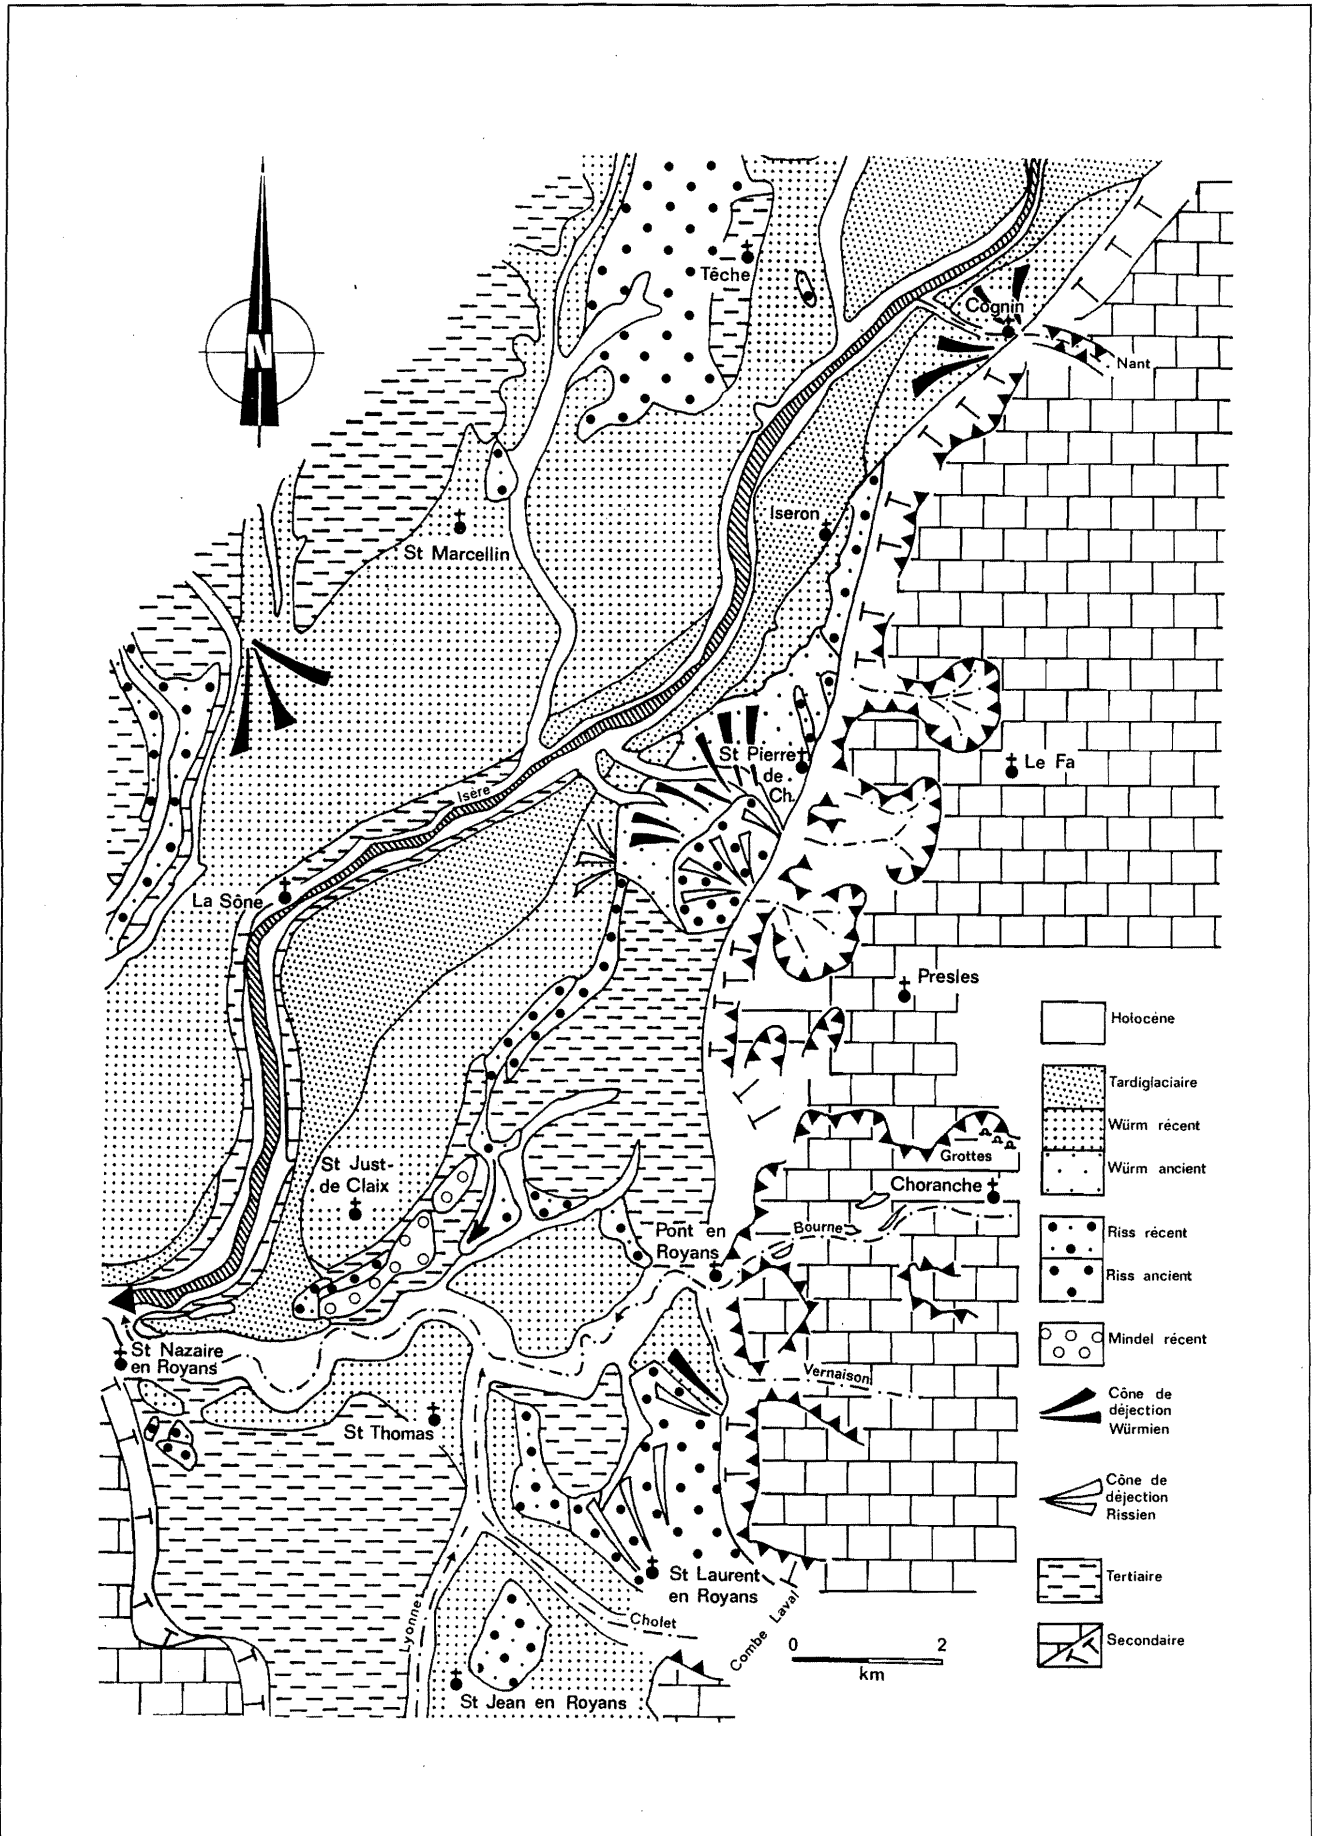 N
Têche
Cognin
Nant
Iseron
St Marcellin
St Pierre
de
Ch.
Le Fa
Isère
La Sône
Presles
Holocéne
Tardiglaciaire
Würm récent
Würm ancient
Grottes
Choranche
St Just-
de Claix
Pont en
Royans
Bourne
Riss récent
Riss ancient
Mindel récent
St Nazaire
en Royans
Vernaison
Cône de
déjection
Würmien
St Thomas
Cône de
déjection
Rissien
St Laurent
en Royans
Tertiaire
Lyonne
Cholet
Combe Laval
Secondaire
0 2
km
St Jean en Royans